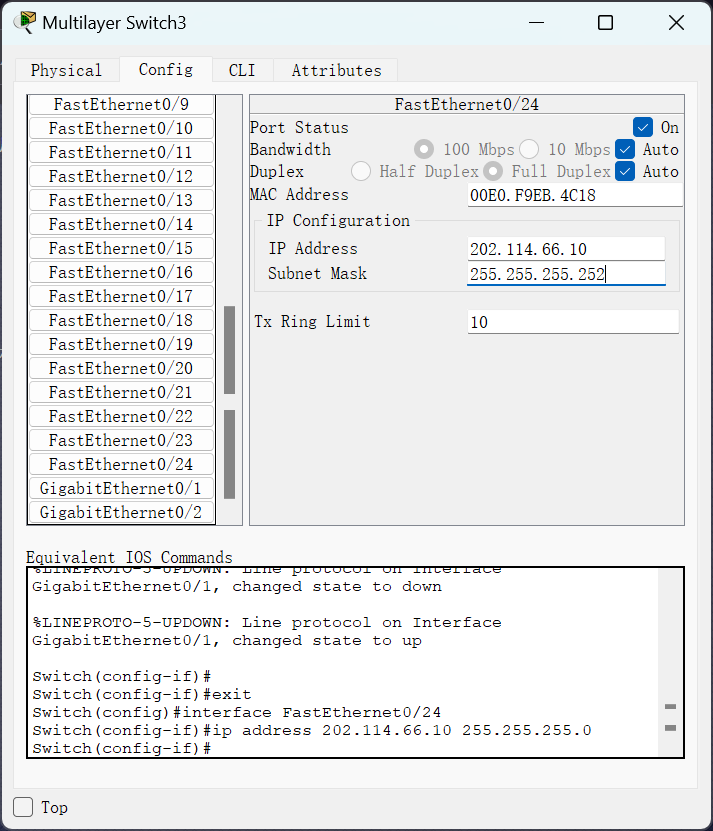 Multilayer Switch3
Physical Config CLI Attributes
FastEthernet0/9
FastEthernet0/10
FastEthernet0/11
FastEthernet0/12
FastEthernet0/13
FastEthernet0/14
FastEthernet0/15
FastEthernet0/16
FastEthernet0/17
FastEthernet0/18
FastEthernet0/19
FastEthernet0/20
FastEthernet0/21
FastEthernet0/22
FastEthernet0/23
FastEthernet0/24
GigabitEthernet0/1
GigabitEthernet0/2
FastEthernet0/24
Port Status On
Bandwidth 100 Mbps 10 Mbps Auto
Duplex Half Duplex Full Duplex Auto
MAC Address 00E0.F9EB.4C18
IP Configuration
IP Address 202.114.66.10
Subnet Mask 255.255.255.252
Tx Ring Limit 10
Equivalent IOS Commands
%LINEPROTO-5-UPDOWN: Line protocol on Interface
GigabitEthernet0/1, changed state to down
%LINEPROTO-5-UPDOWN: Line protocol on Interface
GigabitEthernet0/1, changed state to up
Switch(config-if)#
Switch(config-if)#exit
Switch(config)#interface FastEthernet0/24
Switch(config-if)#ip address 202.114.66.10 255.255.255.0
Switch(config-if)#
Top